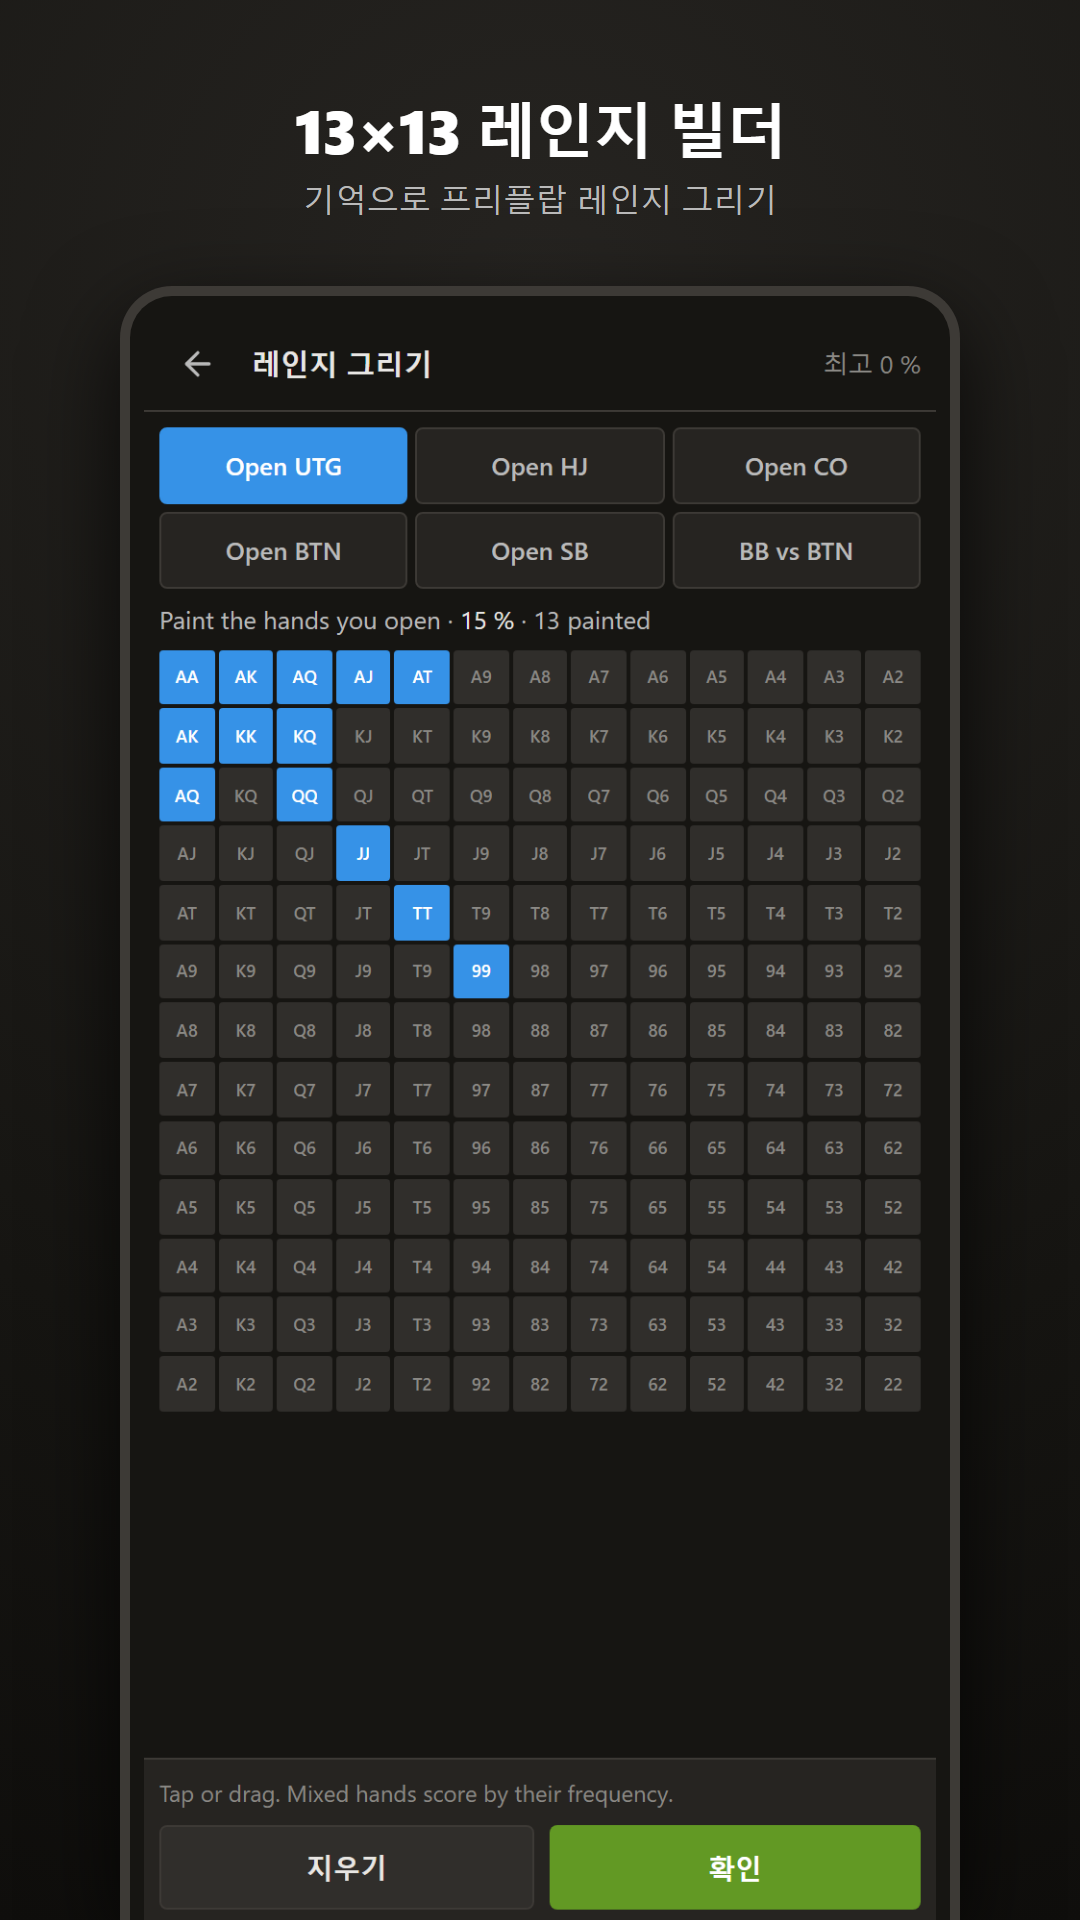 13×13 레인지 빌더
기억으로 프리플랍 레인지 그리기
레인지 그리기 최고 0 %
Open UTG Open HJ Open CO
Open BTN Open SB BB vs BTN
Paint the hands you open · 15 % · 13 painted
AA AK AQ AJ AT A9 A8 A7 A6 A5 A4 A3 A2
AK KK KQ KJ KT K9 K8 K7 K6 K5 K4 K3 K2
AQ KQ QQ QJ QT Q9 Q8 Q7 Q6 Q5 Q4 Q3 Q2
AJ KJ QJ JJ JT J9 J8 J7 J6 J5 J4 J3 J2
AT KT QT JT TT T9 T8 T7 T6 T5 T4 T3 T2
A9 K9 Q9 J9 T9 99 98 97 96 95 94 93 92
A8 K8 Q8 J8 T8 98 88 87 86 85 84 83 82
A7 K7 Q7 J7 T7 97 87 77 76 75 74 73 72
A6 K6 Q6 J6 T6 96 86 76 66 65 64 63 62
A5 K5 Q5 J5 T5 95 85 75 65 55 54 53 52
A4 K4 Q4 J4 T4 94 84 74 64 54 44 43 42
A3 K3 Q3 J3 T3 93 83 73 63 53 43 33 32
A2 K2 Q2 J2 T2 92 82 72 62 52 42 32 22
Tap or drag. Mixed hands score by their frequency.
지우기 확인